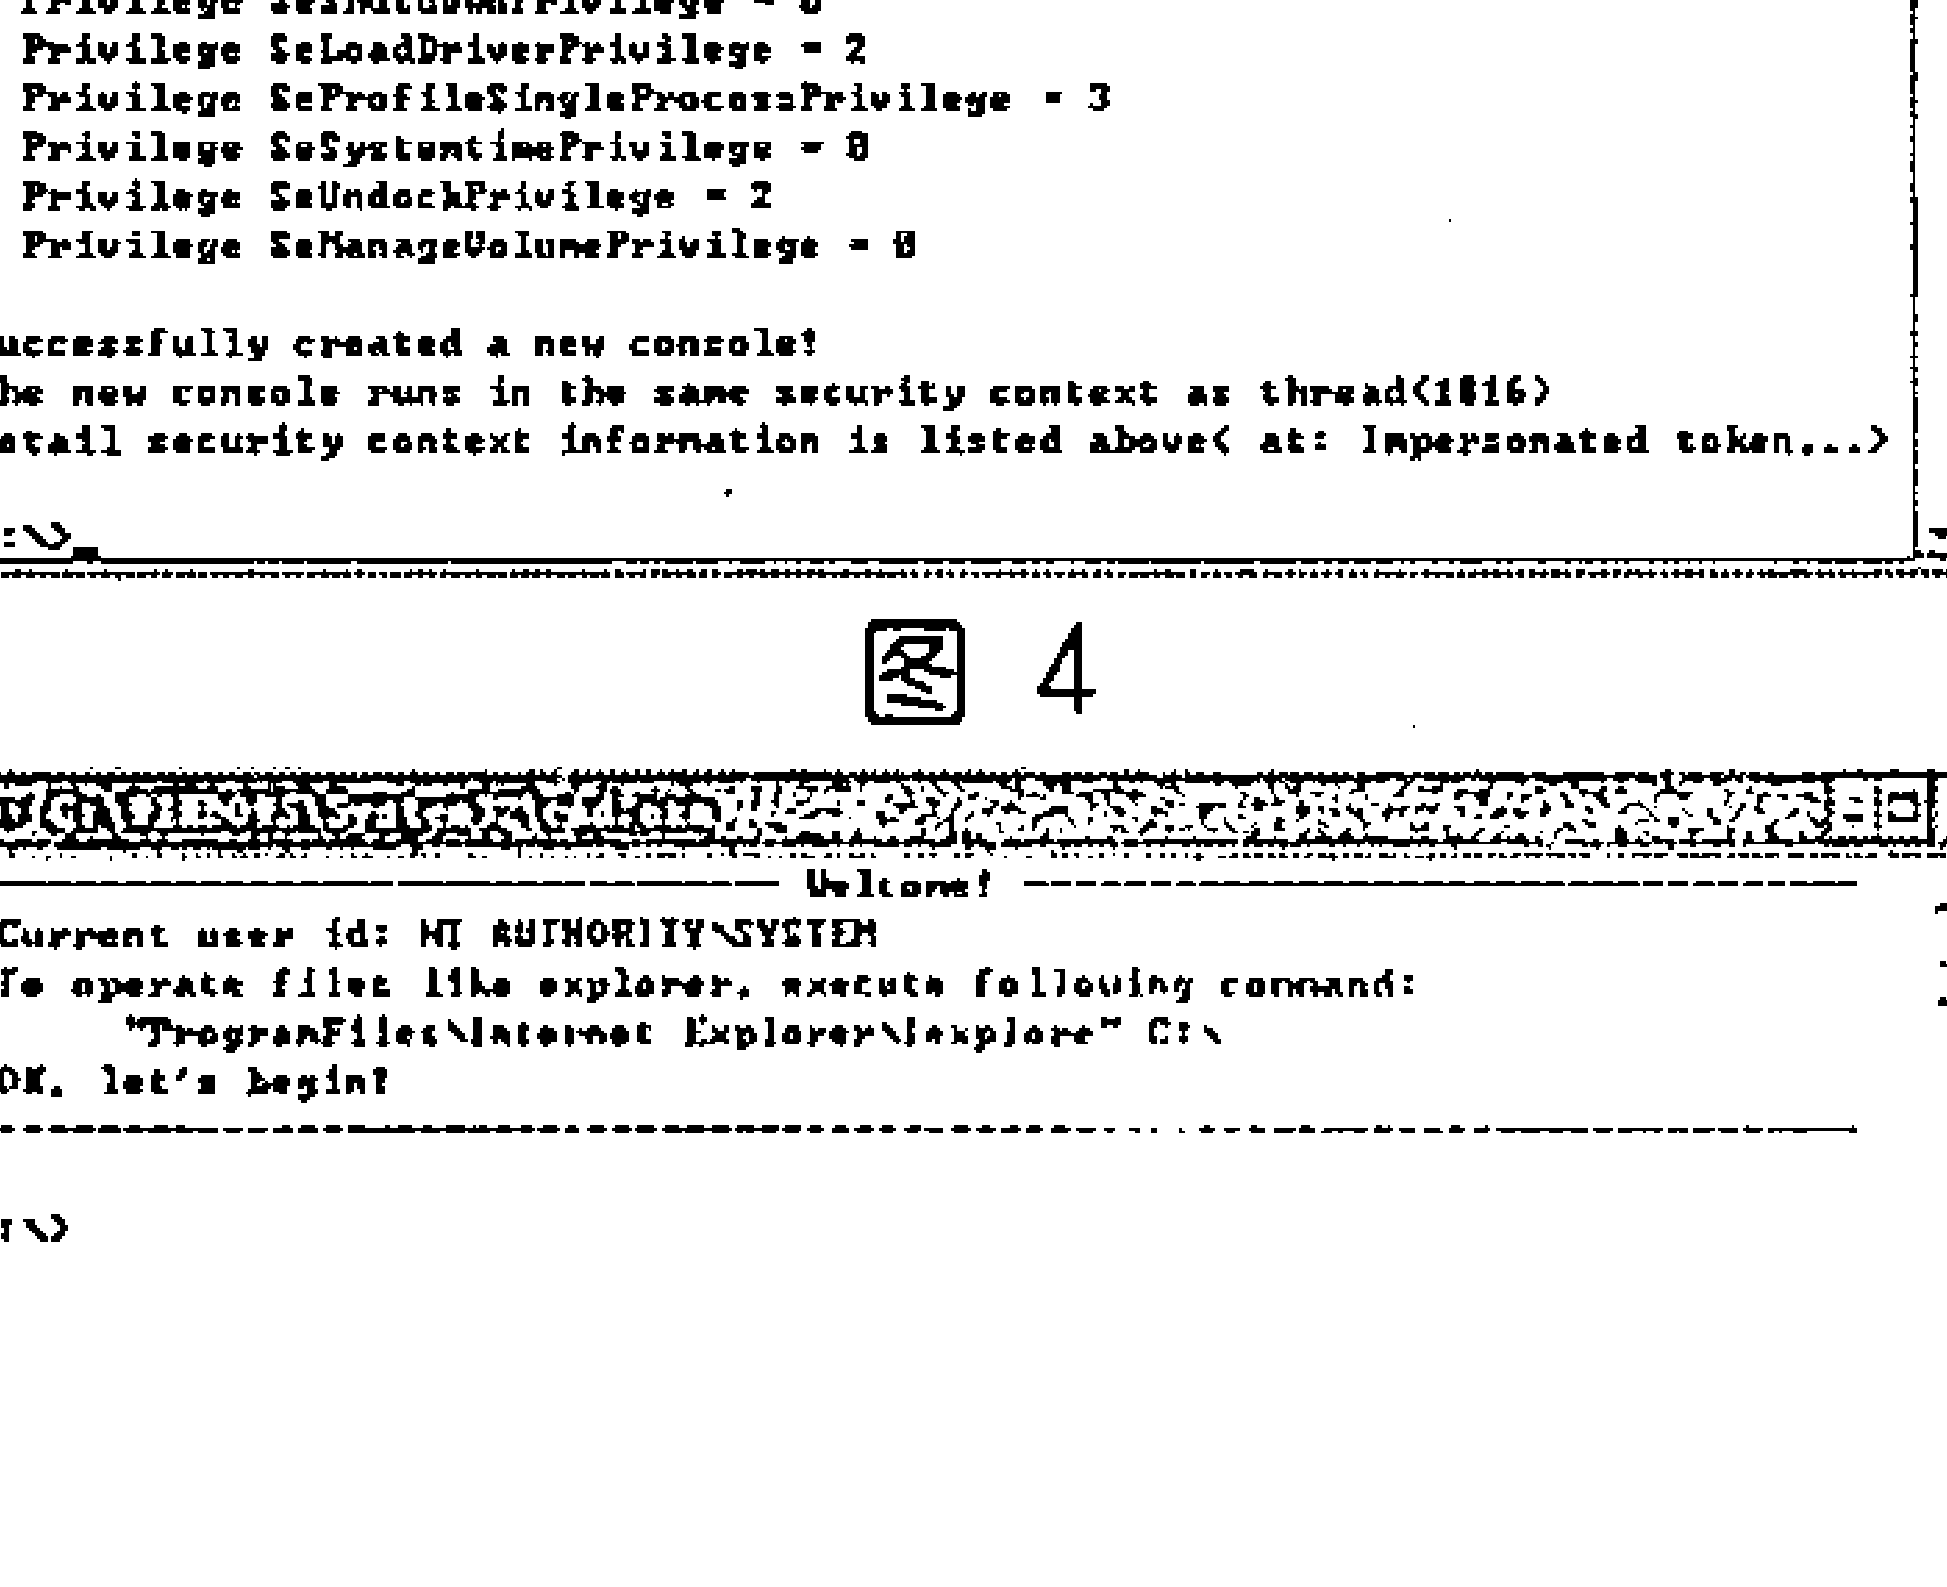 Privilege SeShutdownPrivilege = 0
Privilege SeLoadDriverPrivilege = 2
Privilege SeProfileSingleProcessPrivilege = 3
Privilege SeSystemtimePrivilege = 0
Privilege SeUndockPrivilege = 2
Privilege SeManageVolumePrivilege = 0
uccessfully created a new console!
he new console runs in the same security context as thread(1816)
etail security context information is listed above( at: Impersonated token...)
:\>_
图 4
Welcome!
Current user id: NT AUTHORITY\SYSTEM
To operate files like explorer, execute following command:
"ProgramFiles\Internet Explorer\Iexplore" C:\
OK, let's begin!
:\>